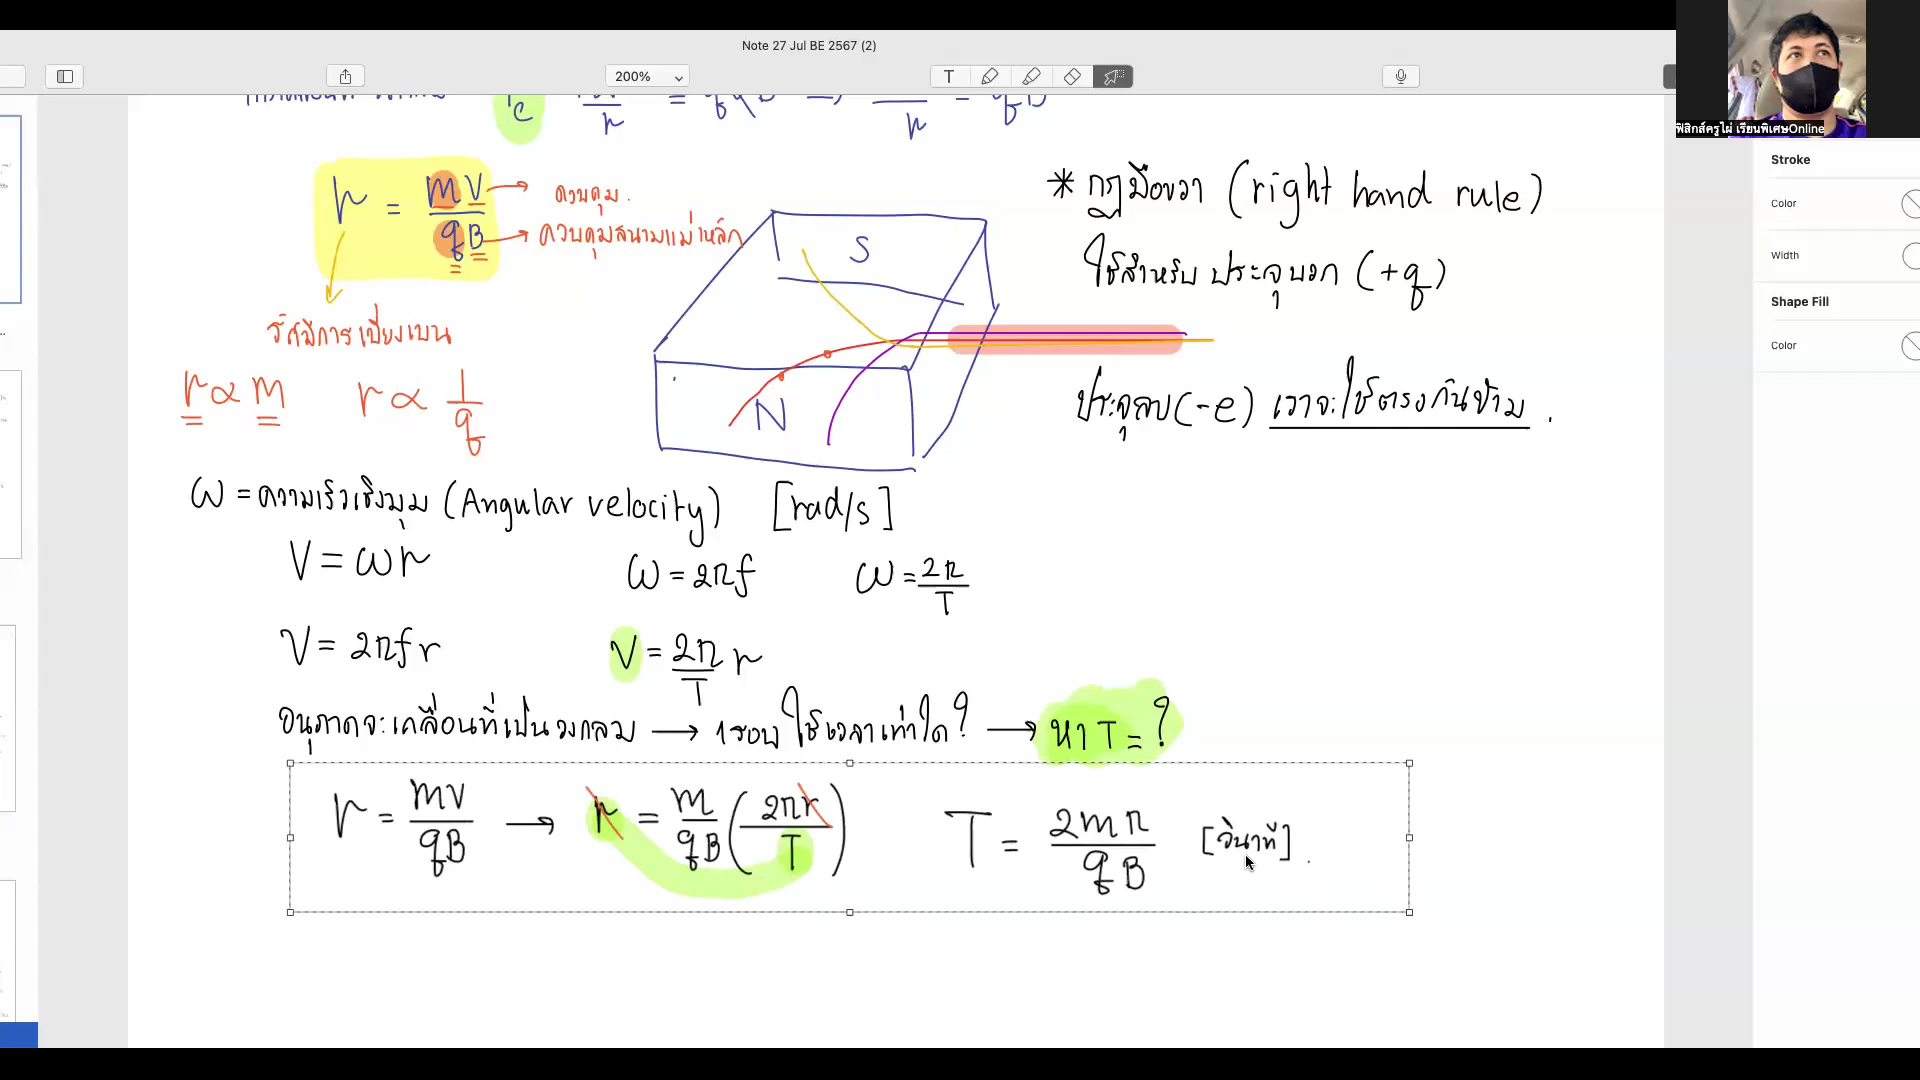 Note 27 Jul BE 2567 (2)
200%
T
ฟิสิกส์ครูไผ่ เรียนพิเศษOnline
Stroke
Color
Width
Shape Fill
Color
r = mv/qB
ควบคุม.
ควบคุมสนามแม่เหล็ก
รัศมีการเบี่ยงเบน
r ∝ m r ∝ 1/q
S
N
* กฎมือขวา (right hand rule)
ใช้สำหรับ ประจุบวก (+q)
ประจุลบ (-e) เราจะใช้ตรงกันข้าม.
ω = ความเร็วเชิงมุม (Angular velocity) [rad/s]
V = ωr ω = 2πf ω = 2π/T
V = 2πfr V = 2π/T r
อนุภาคจะเคลื่อนที่เป็นวงกลม → 1รอบ ใช้เวลาเท่าใด? → หา T = ?
r = mv/qB → r = m/qB (2πr/T) T = 2mπ/qB [วินาที].